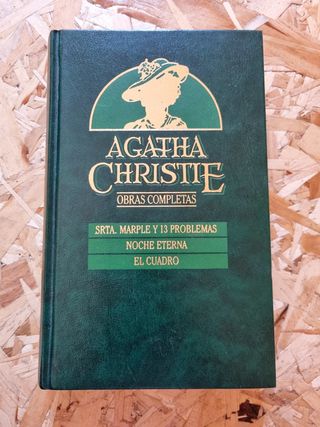 AGATHA
CHRISTIE
OBRAS COMPLETAS
SRTA. MARPLE Y 13 PROBLEMAS
NOCHE ETERNA
EL CUADRO